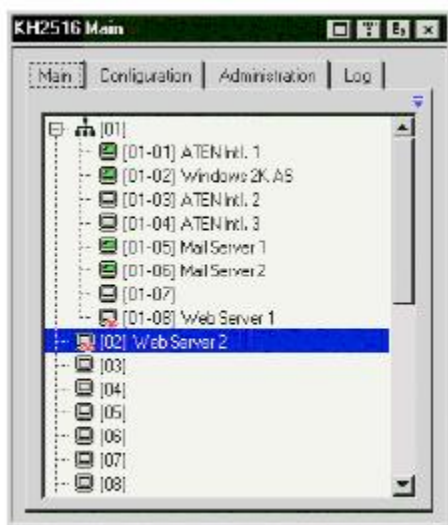 KH2516 Main
Main Configuration Administration Log
[01]
[01-01] ATEN Intl. 1
[01-02] Windows 2K AS
[01-03] ATEN Intl. 2
[01-04] ATEN Intl. 3
[01-05] Mail Server 1
[01-06] Mail Server 2
[01-07]
[01-08] Web Server 1
[02] Web Server 2
[03]
[04]
[05]
[06]
[07]
[08]